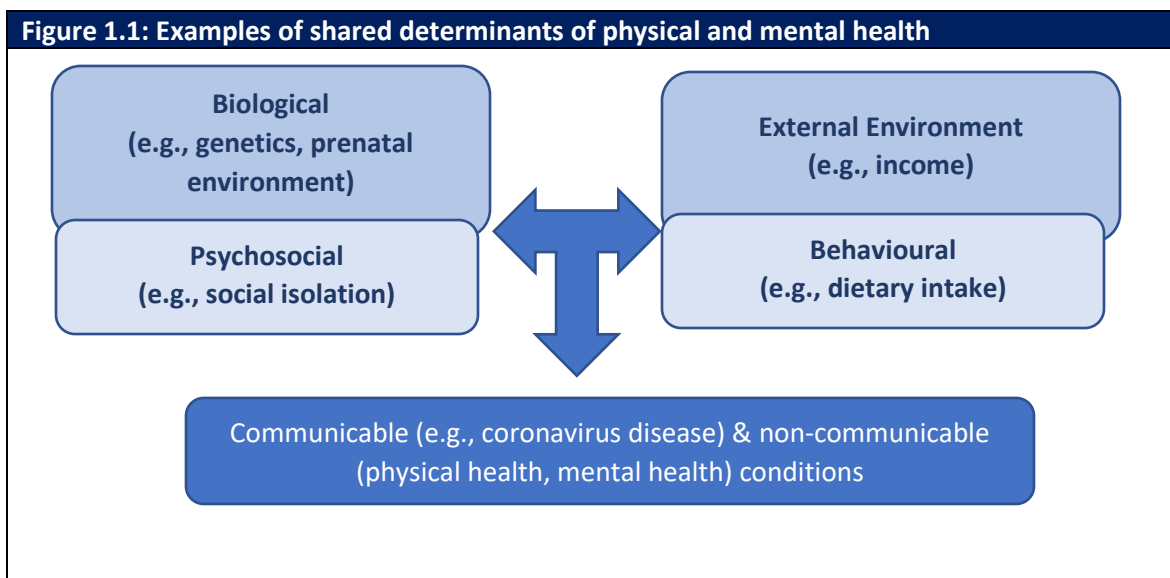 Figure 1.1: Examples of shared determinants of physical and mental health
Biological
(e.g., genetics, prenatal
environment)
Psychosocial
(e.g., social isolation)
External Environment
(e.g., income)
Behavioural
(e.g., dietary intake)
Communicable (e.g., coronavirus disease) & non-communicable
(physical health, mental health) conditions